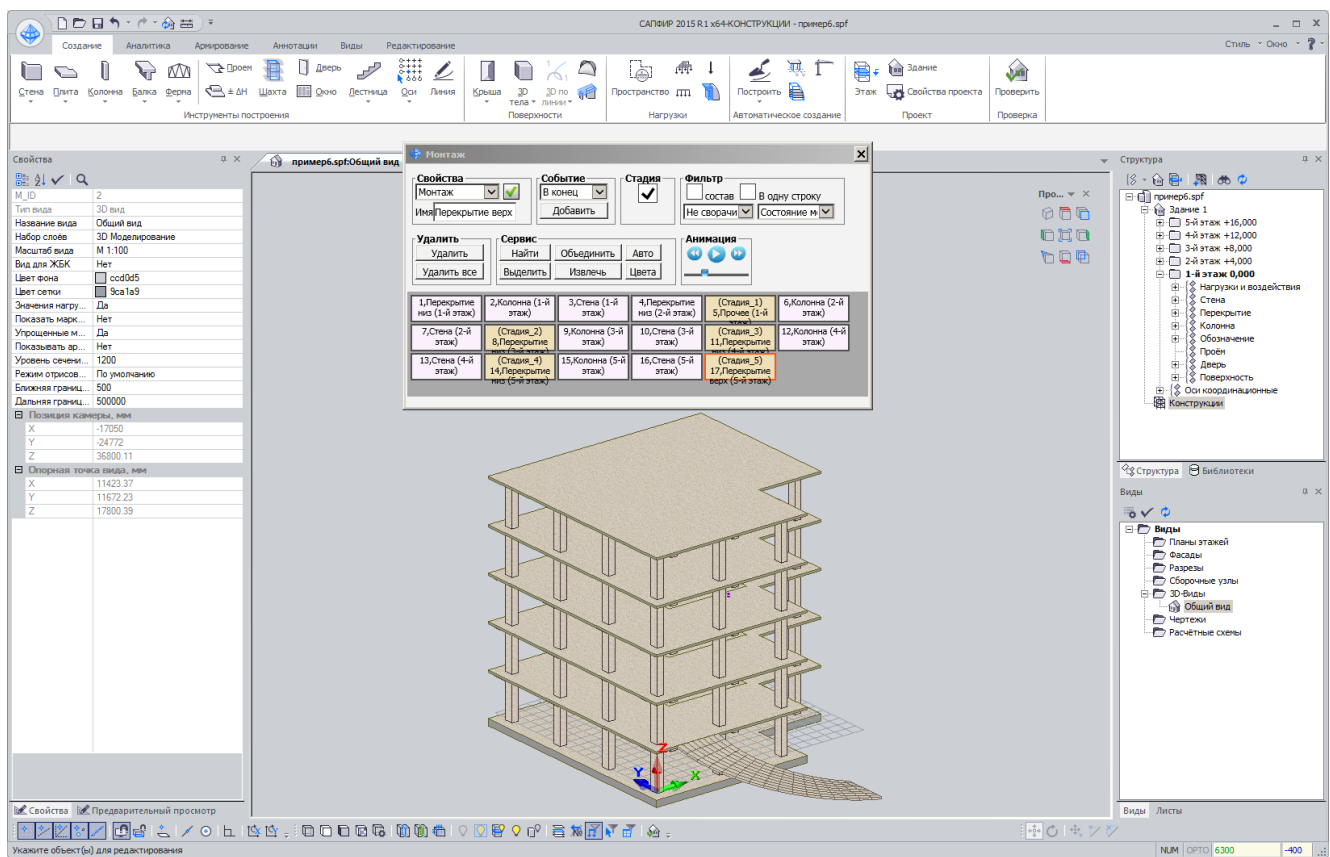 САПФИР 2015 R1 x64-КОНСТРУКЦИИ - пример6.spf
Создание Аналитика Армирование Аннотации Виды Редактирование
Стиль Окно
Стена Плита Колонна Балка Ферма
Проем
± ΔН
Шахта
Дверь
Окно
Лестница Оси Линия
Инструменты построения
Крыша 3D тела 3D по линии
Поверхности
Пространство
Нагрузки
Построить
Автоматическое создание
Этаж
Здание
Свойства проекта
Проект
Проверить
Проверка
Свойства
M_ID 2
Тип вида 3D вид
Название вида Общий вид
Набор слоёв 3D Моделирование
Масштаб вида М 1:100
Вид для ЖБК Нет
Цвет фона ccd0d5
Цвет сетки 9ca1a9
Значения нагру... Да
Показать марк... Нет
Упрощенные м... Да
Показывать ар... Нет
Уровень сечени... 1200
Режим отрисов... По умолчанию
Ближняя границ... 500
Дальняя границ... 500000
Позиция камеры, мм
X -17050
Y -24772
Z 36800.11
Опорная точка вида, мм
X 11423.37
Y 11672.23
Z 17800.39
Свойства Предварительный просмотр
пример6.spf:Общий вид
Монтаж
Свойства
Монтаж
Имя Перекрытие верх
Событие
В конец
Добавить
Стадия
Фильтр
состав В одну строку
Не сворачи Состояние м
Удалить
Удалить
Удалить все
Сервис
Найти Объединить Авто
Выделить Извлечь Цвета
Анимация
1,Перекрытие низ (1-й этаж)
2,Колонна (1-й этаж)
3,Стена (1-й этаж)
4,Перекрытие низ (2-й этаж)
(Стадия_1) 5,Прочее (1-й этаж)
6,Колонна (2-й этаж)
7,Стена (2-й этаж)
(Стадия_2) 8,Перекрытие низ (3-й этаж)
9,Колонна (3-й этаж)
10,Стена (3-й этаж)
(Стадия_3) 11,Перекрытие низ (4-й этаж)
12,Колонна (4-й этаж)
13,Стена (4-й этаж)
(Стадия_4) 14,Перекрытие низ (5-й этаж)
15,Колонна (5-й этаж)
16,Стена (5-й этаж)
(Стадия_5) 17,Перекрытие верх (5-й этаж)
Про...
Z
Y
X
Структура
пример6.spf
Здание 1
5-й этаж +16,000
4-й этаж +12,000
3-й этаж +8,000
2-й этаж +4,000
1-й этаж 0,000
Нагрузки и воздействия
Стена
Перекрытие
Колонна
Обозначение
Проём
Дверь
Поверхность
Оси координационные
Конструкции
Структура Библиотеки
Виды
Виды
Планы этажей
Фасады
Разрезы
Сборочные узлы
3D-Виды
Общий вид
Чертежи
Расчётные схемы
Виды Листы
Укажите объект(ы) для редактирования
NUM ОРТО 6300 -400